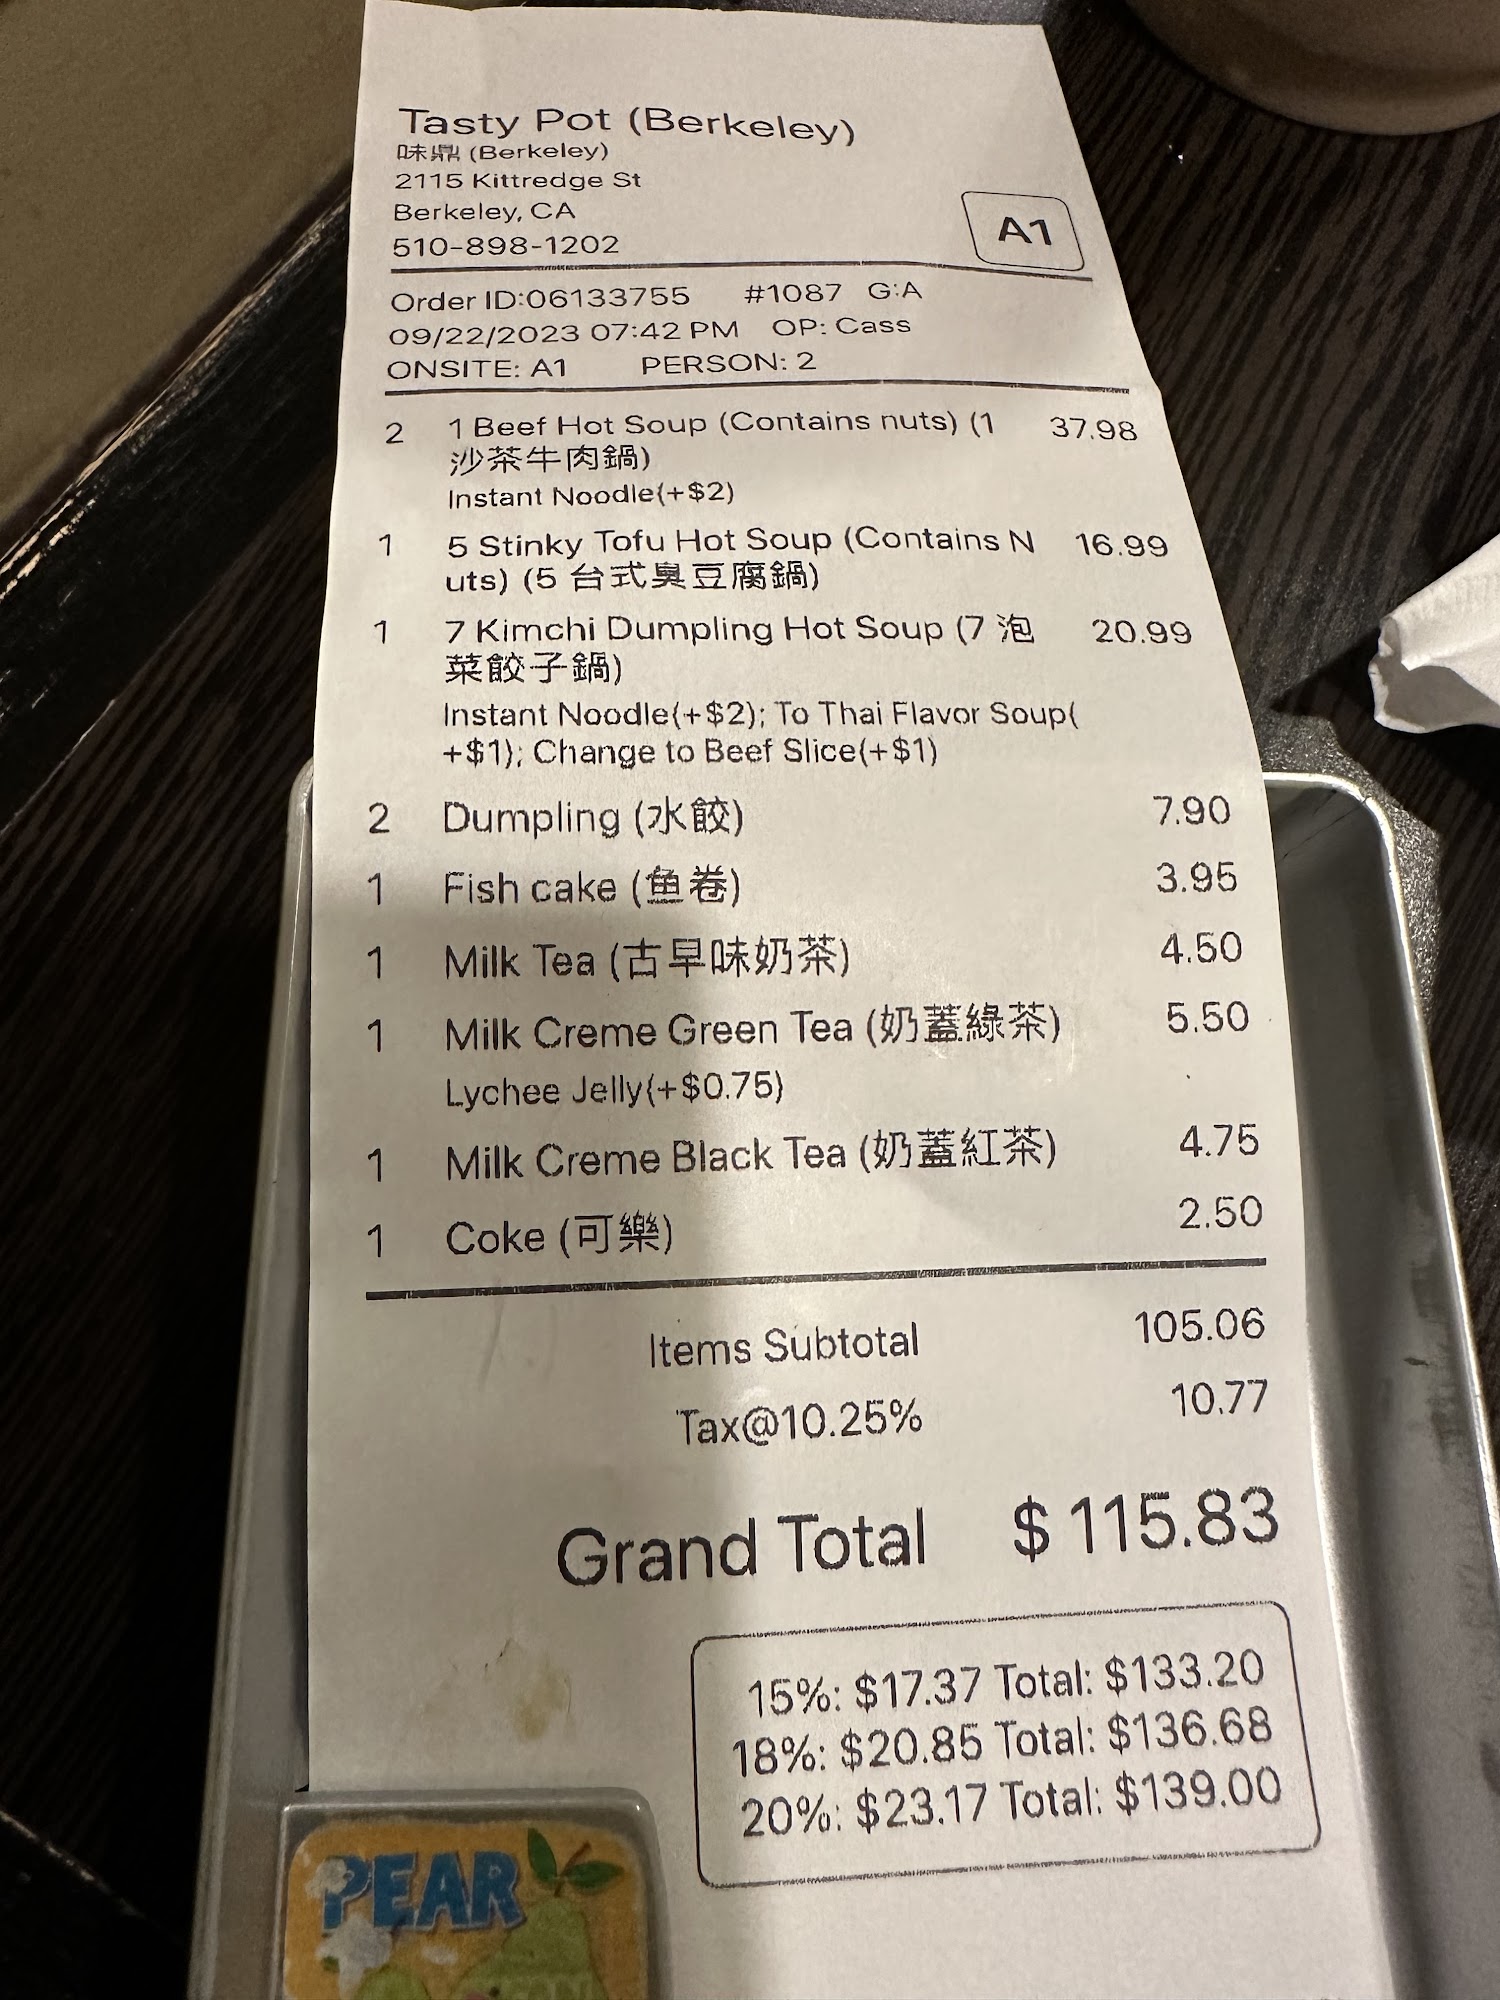 Tasty Pot (Berkeley)
味鼎 (Berkeley)
2115 Kittredge St
Berkeley, CA
510-898-1202
A1
Order ID:06133755 #1087 G:A
09/22/2023 07:42 PM OP: Cass
ONSITE: A1 PERSON: 2
2 1 Beef Hot Soup (Contains nuts) (1 37.98
沙茶牛肉鍋)
Instant Noodle(+$2)
1 5 Stinky Tofu Hot Soup (Contains N 16.99
uts) (5 台式臭豆腐鍋)
1 7 Kimchi Dumpling Hot Soup (7 泡 20.99
菜餃子鍋)
Instant Noodle(+$2); To Thai Flavor Soup(
+$1); Change to Beef Slice(+$1)
2 Dumpling (水餃) 7.90
1 Fish cake (魚卷) 3.95
1 Milk Tea (古早味奶茶) 4.50
1 Milk Creme Green Tea (奶蓋綠茶) 5.50
Lychee Jelly(+$0.75)
1 Milk Creme Black Tea (奶蓋紅茶) 4.75
1 Coke (可樂) 2.50
Items Subtotal 105.06
Tax@10.25% 10.77
Grand Total $ 115.83
15%: $17.37 Total: $133.20
18%: $20.85 Total: $136.68
20%: $23.17 Total: $139.00
PEAR